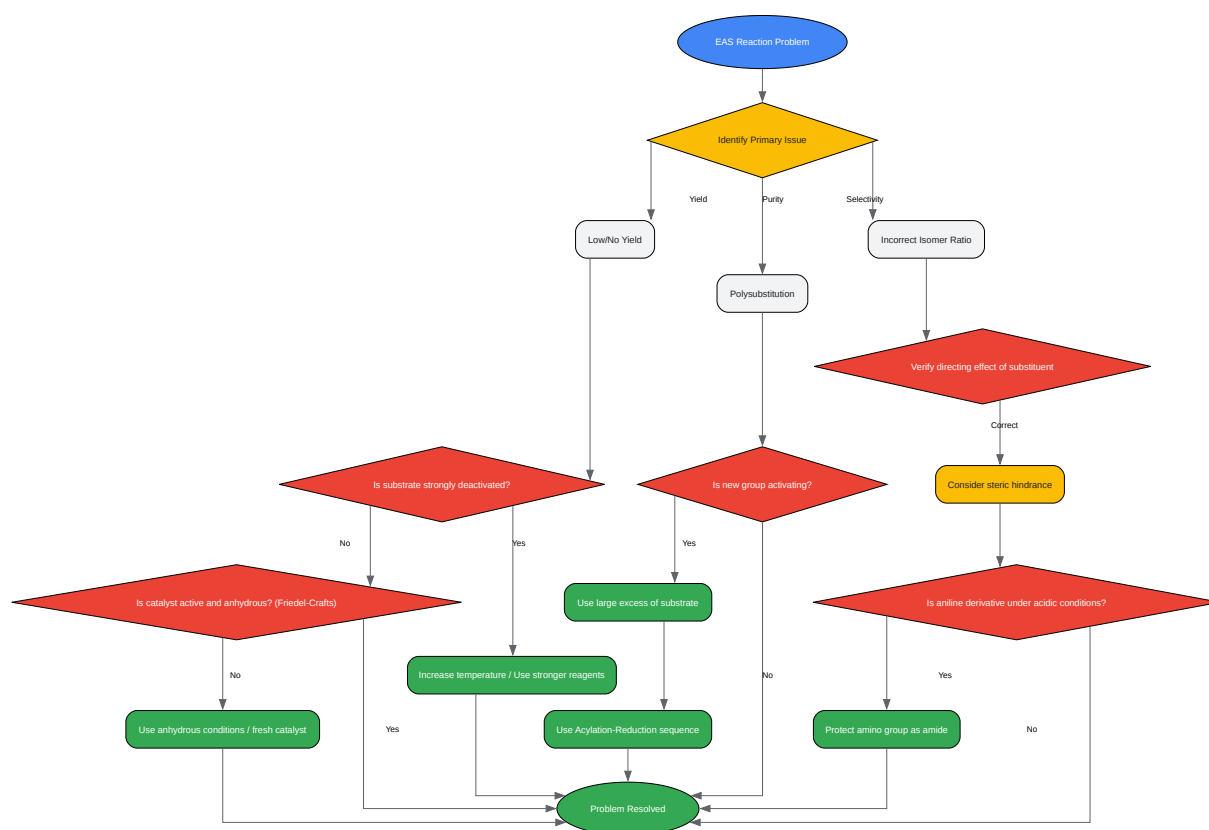 EAS Reaction Problem
Identify Primary Issue
Yield
Purity
Selectivity
Low/No Yield
Incorrect Isomer Ratio
Polysubstitution
Verify directing effect of substituent
Correct
Is substrate strongly deactivated?
Is new group activating?
Consider steric hindrance
No
Yes
Yes
Is catalyst active and anhydrous? (Friedel-Crafts)
Use large excess of substrate
Is aniline derivative under acidic conditions?
No
Increase temperature / Use stronger reagents
No
Yes
Use anhydrous conditions / fresh catalyst
Yes
Use Acylation-Reduction sequence
Protect amino group as amide
No
Problem Resolved